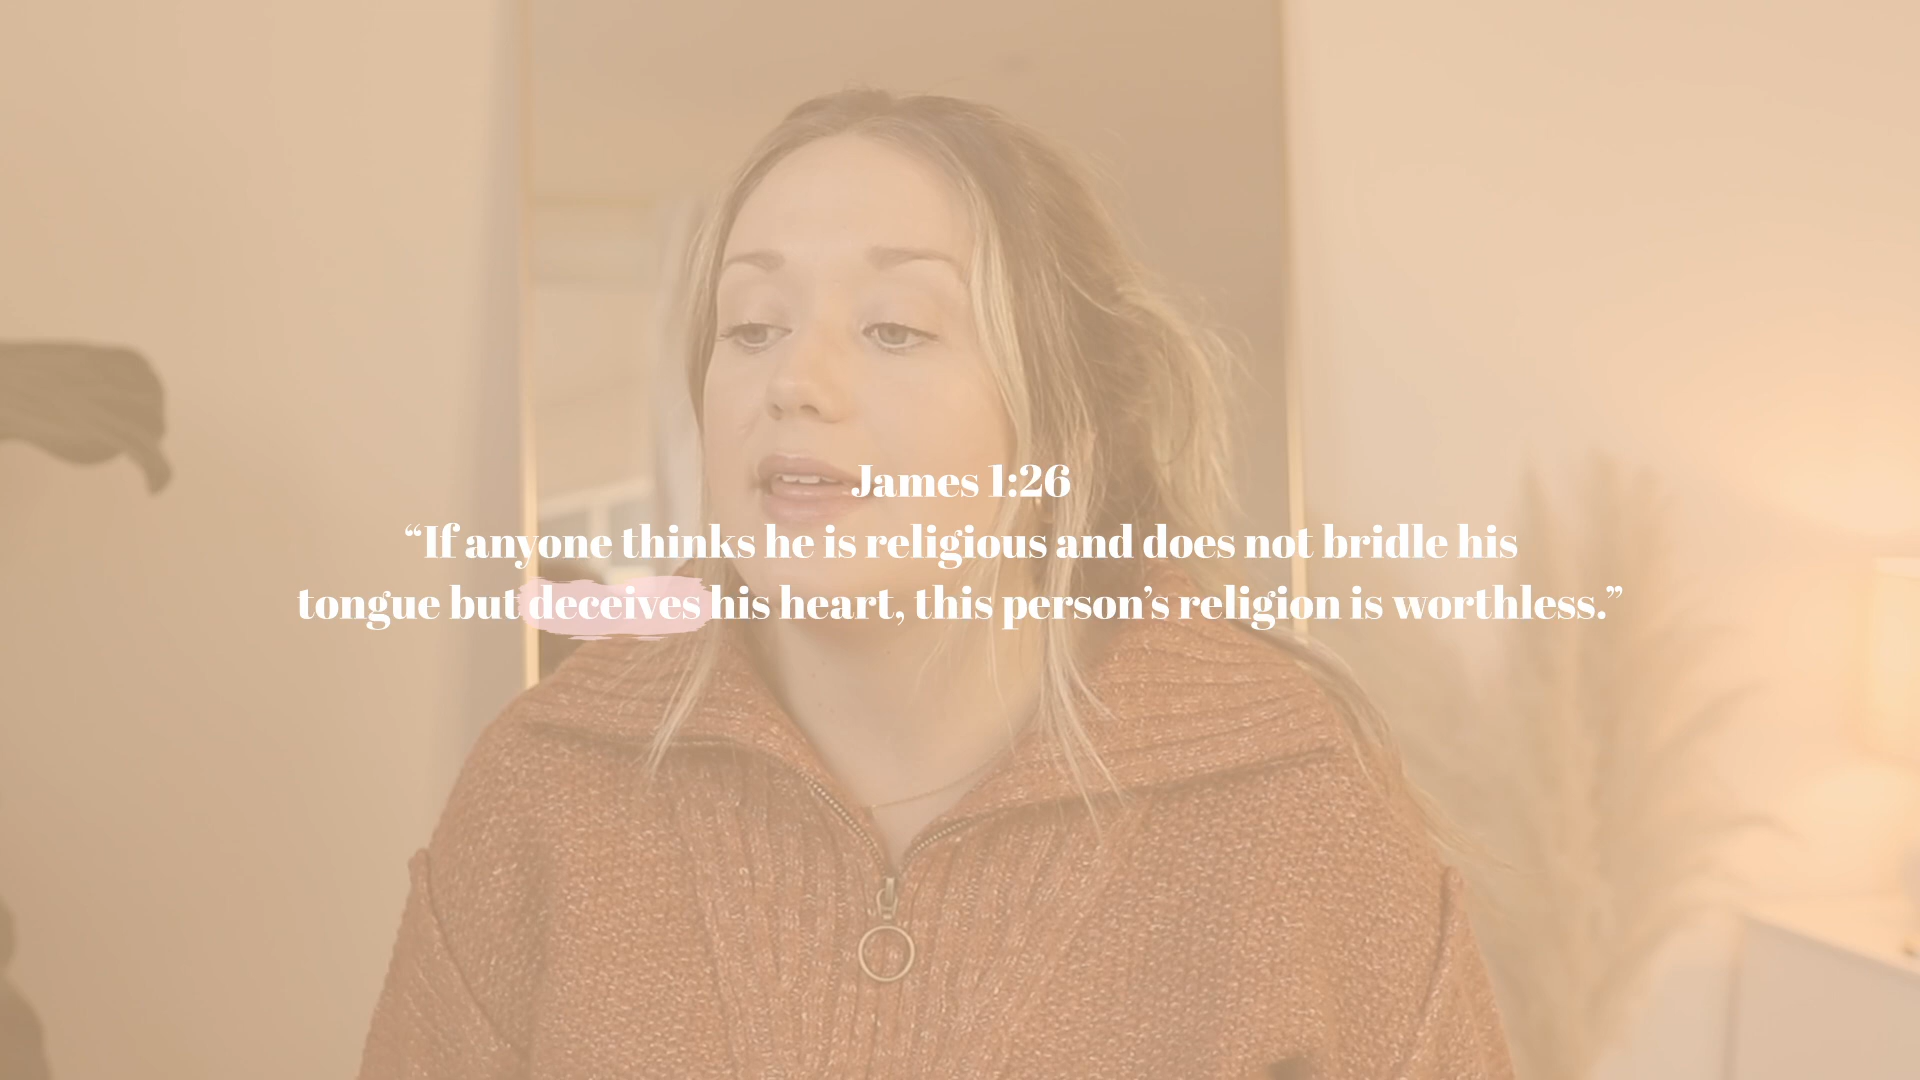 James 1:26
“If anyone thinks he is religious and does not bridle his
tongue but deceives his heart, this person’s religion is worthless.”